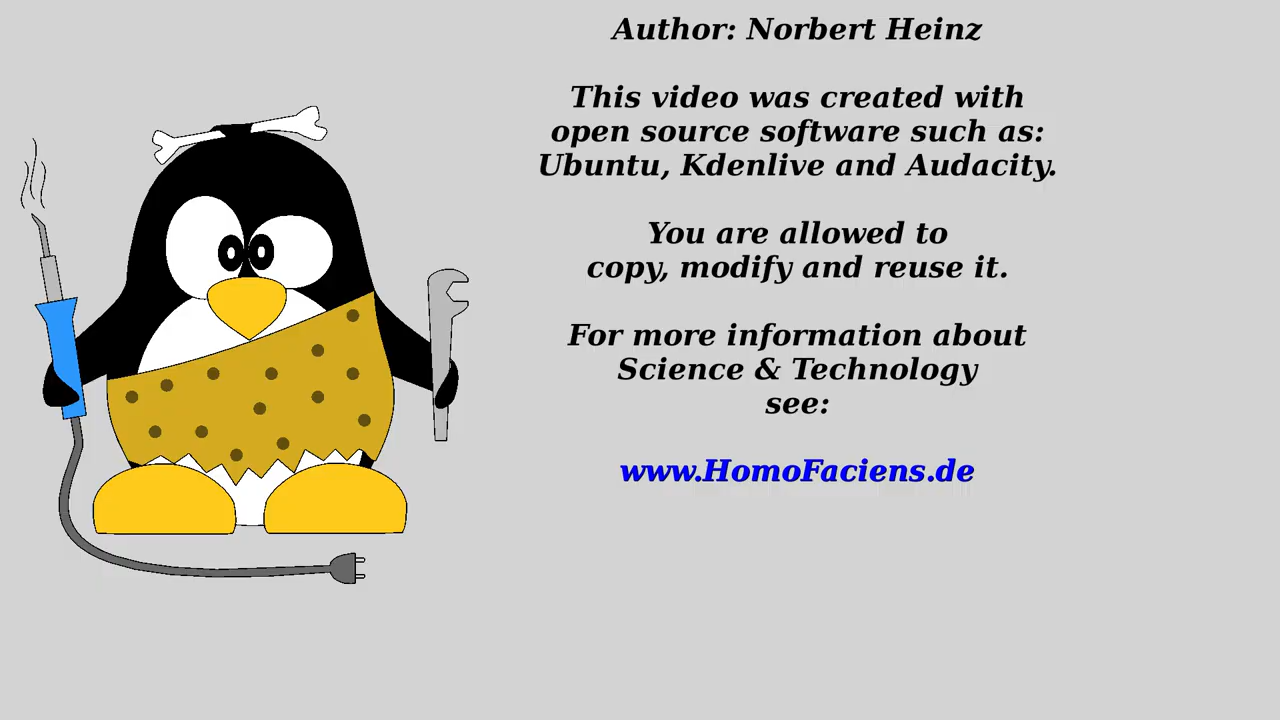 Author: Norbert Heinz
This video was created with
open source software such as:
Ubuntu, Kdenlive and Audacity.
You are allowed to
copy, modify and reuse it.
For more information about
Science & Technology
see:
www.HomoFaciens.de